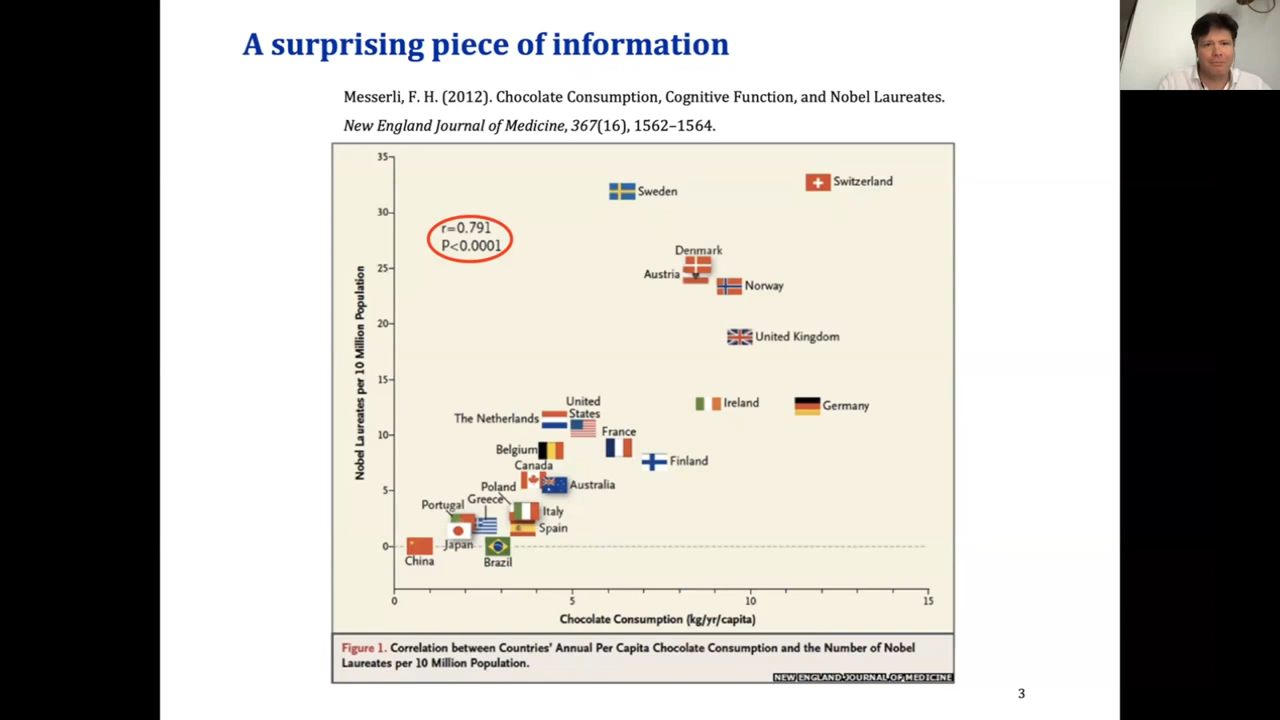 A surprising piece of information
Messerli, F. H. (2012). Chocolate Consumption, Cognitive Function, and Nobel Laureates.
New England Journal of Medicine, 367(16), 1562–1564.
35
30
25
20
15
10
5
0
Nobel Laureates per 10 Million Population
r=0.791
P<0.0001
Sweden
Switzerland
Denmark
Austria
Norway
United Kingdom
Ireland
Germany
United
States
The Netherlands
France
Belgium
Finland
Canada
Australia
Poland
Greece
Portugal
Italy
Spain
Japan
China
Brazil
0
5
10
15
Chocolate Consumption (kg/yr/capita)
Figure 1. Correlation between Countries' Annual Per Capita Chocolate Consumption and the Number of Nobel
Laureates per 10 Million Population.
NEW ENGLAND JOURNAL OF MEDICINE
3